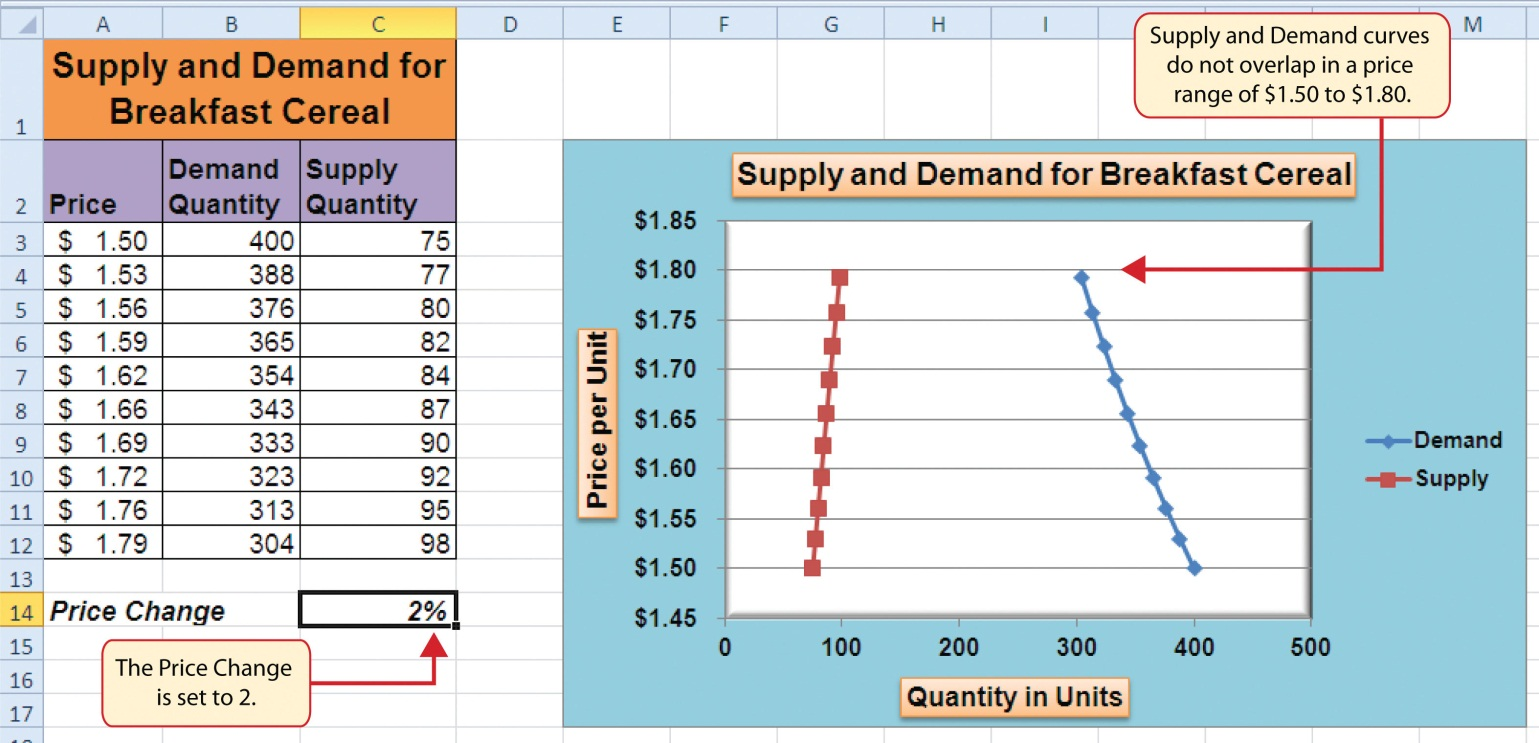 A B C D E F G H I M
Supply and Demand curves
do not overlap in a price
range of $1.50 to $1.80.
1 Supply and Demand for
Breakfast Cereal
2 Price Demand Quantity Supply Quantity
3 $ 1.50 400 75
4 $ 1.53 388 77
5 $ 1.56 376 80
6 $ 1.59 365 82
7 $ 1.62 354 84
8 $ 1.66 343 87
9 $ 1.69 333 90
10 $ 1.72 323 92
11 $ 1.76 313 95
12 $ 1.79 304 98
13
14 Price Change 2%
15
16
17
The Price Change
is set to 2.
Supply and Demand for Breakfast Cereal
Price per Unit
$1.85
$1.80
$1.75
$1.70
$1.65
$1.60
$1.55
$1.50
$1.45
0 100 200 300 400 500
Quantity in Units
Demand
Supply